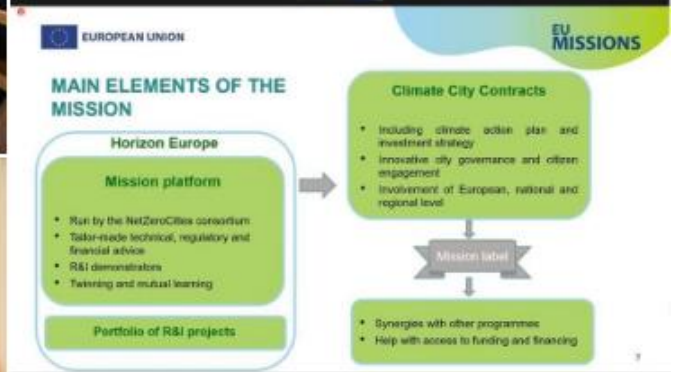 EUROPEAN UNION
EU
MISSIONS
MAIN ELEMENTS OF THE
MISSION
Horizon Europe
Mission platform
• Run by the NetZeroCities consortium
• Tailor-made technical, regulatory and
financial advice
• R&I demonstrators
• Twinning and mutual learning
Portfolio of R&I projects
Climate City Contracts
• Including climate action plan and
investment strategy
• Innovative city governance and citizen
engagement
• Involvement of European, national and
regional level
Mission label
• Synergies with other programmes
• Help with access to funding and financing
7